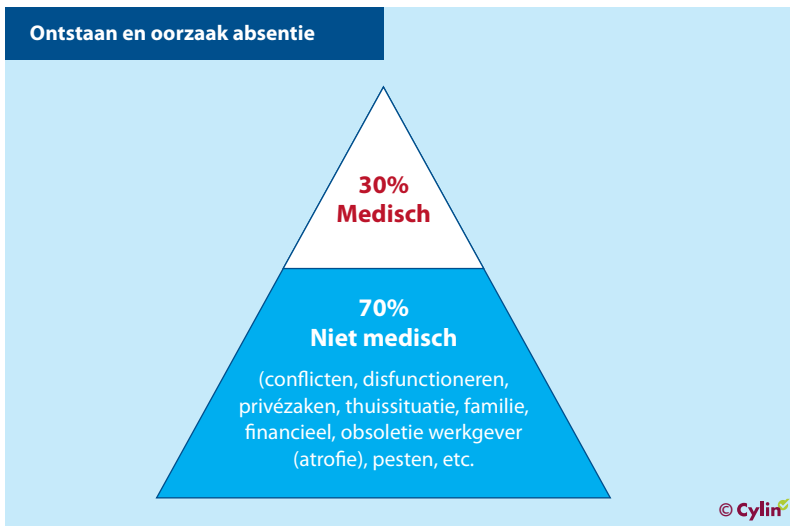 Ontstaan en oorzaak absentie
30%
Medisch
70%
Niet medisch
(conflicten, disfunctioneren,
privézaken, thuissituatie, familie,
financieel, obsoletie werkgever
(atrofie), pesten, etc.
© Cylin